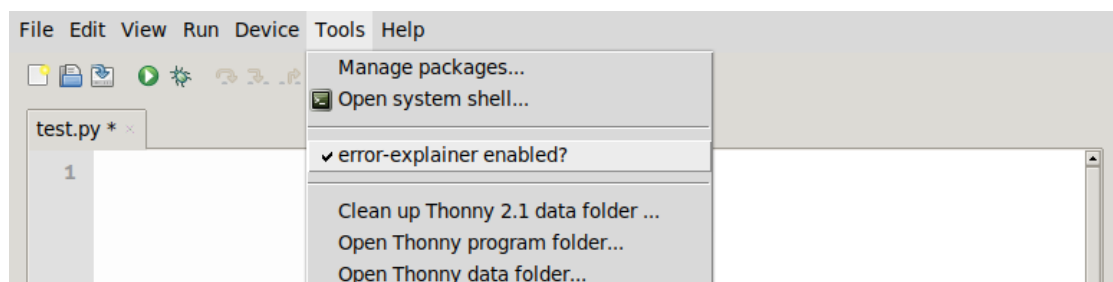 File Edit View Run Device Tools Help
Manage packages...
Open system shell...
test.py *
error-explainer enabled?
1
Clean up Thonny 2.1 data folder ...
Open Thonny program folder...
Open Thonny data folder...